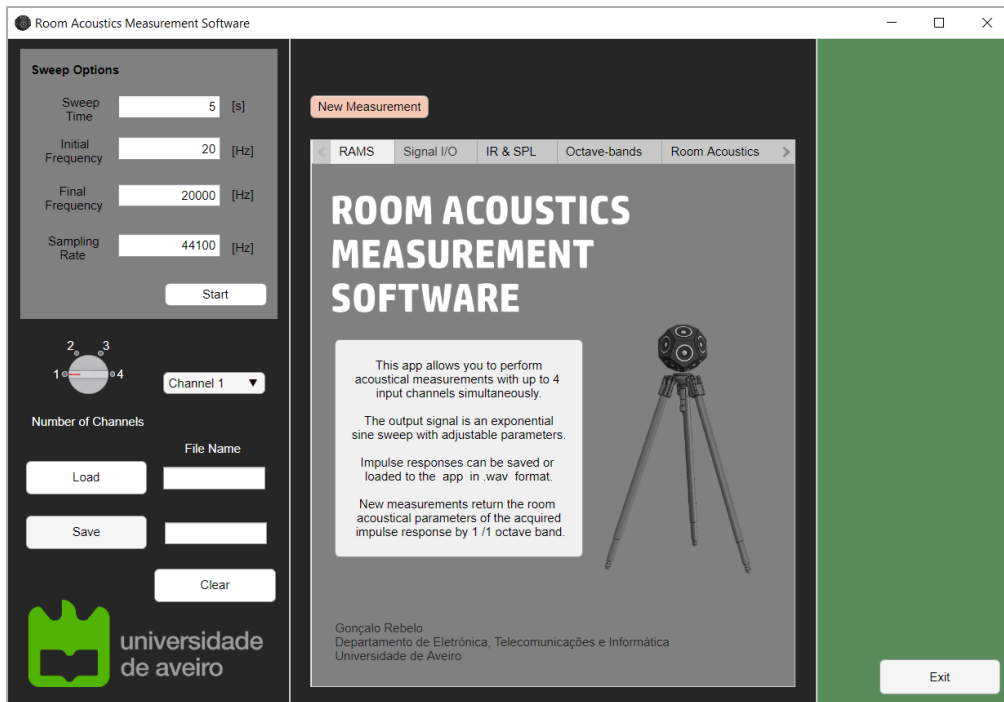 Room Acoustics Measurement Software
Sweep Options
Sweep
Time
5
[s]
Initial
Frequency
20
[Hz]
Final
Frequency
20000
[Hz]
Sampling
Rate
44100
[Hz]
Start
2
3
1
4
Channel 1
Number of Channels
File Name
Load
Save
Clear
universidade
de aveiro
New Measurement
RAMS
Signal I/O
IR & SPL
Octave-bands
Room Acoustics
ROOM ACOUSTICS
MEASUREMENT
SOFTWARE
This app allows you to perform
acoustical measurements with up to 4
input channels simultaneously.
The output signal is an exponential
sine sweep with adjustable parameters.
Impulse responses can be saved or
loaded to the app in .wav format.
New measurements return the room
acoustical parameters of the acquired
impulse response by 1 /1 octave band.
Gonçalo Rebelo
Departamento de Eletrónica, Telecomunicações e Informática
Universidade de Aveiro
Exit